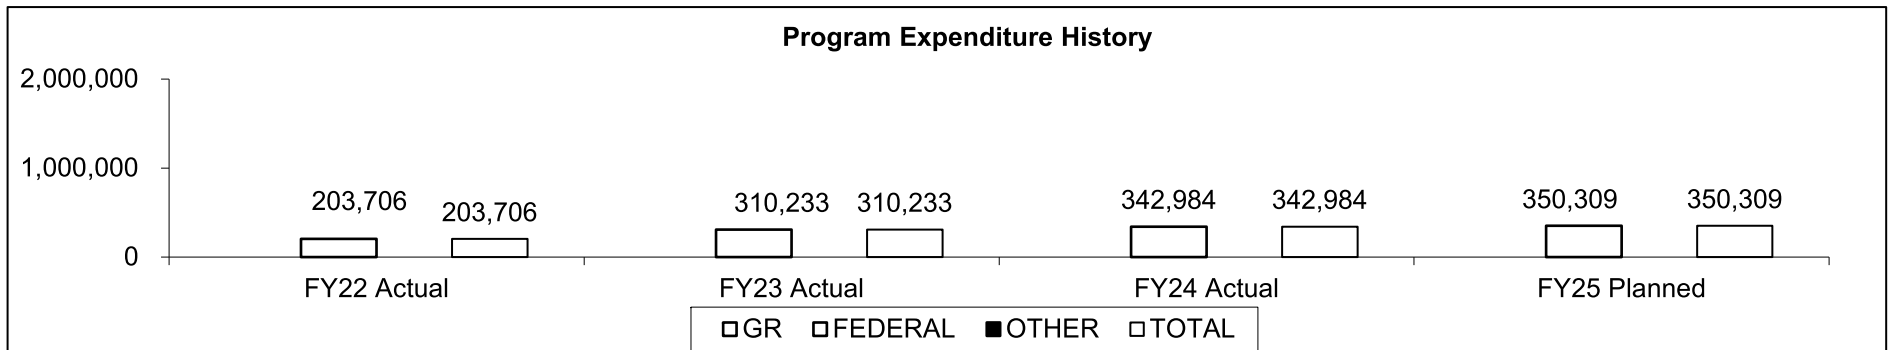 Program Expenditure History
2,000,000
1,000,000
0
203,706
203,706
310,233
310,233
342,984
342,984
350,309
350,309
FY22 Actual
FY23 Actual
FY24 Actual
FY25 Planned
GR
FEDERAL
OTHER
TOTAL